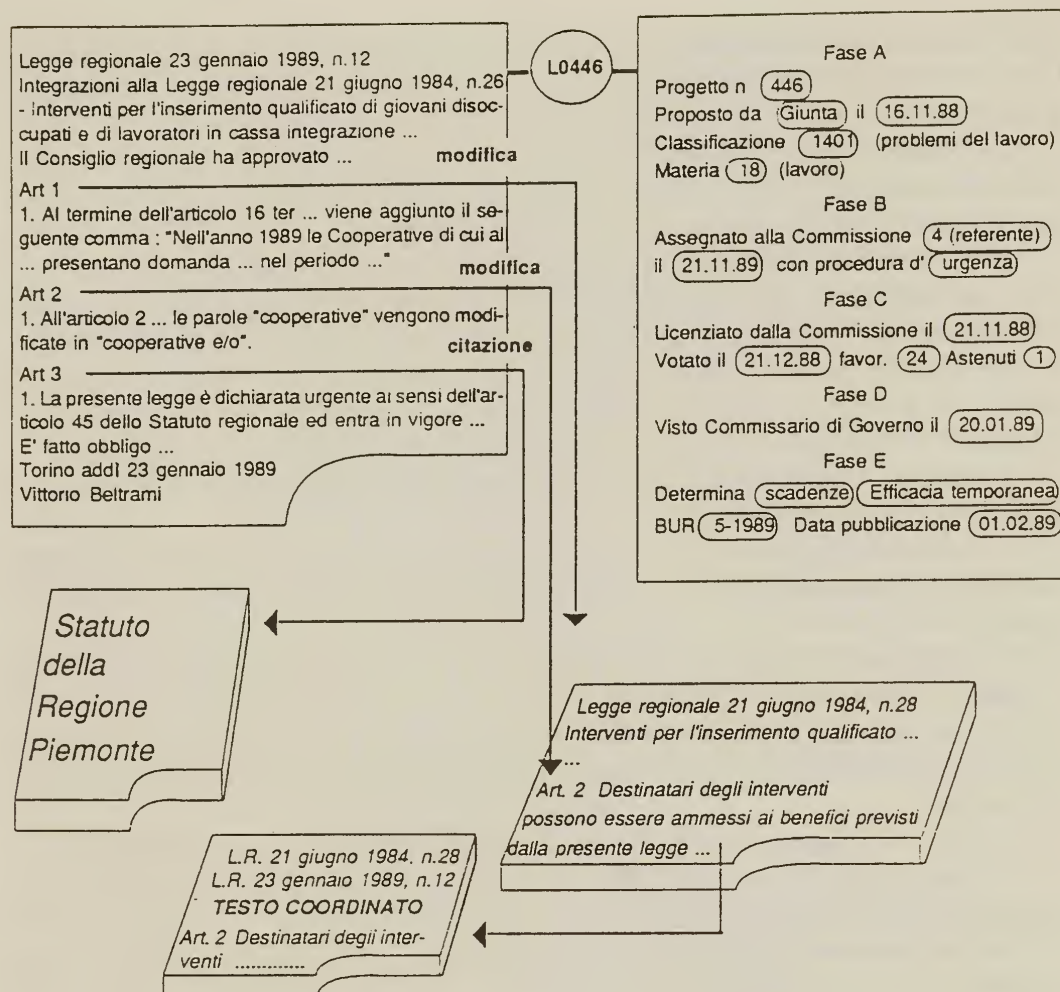 Legge regionale 23 gennaio 1989, n.12
Integrazioni alla Legge regionale 21 giugno 1984, n.26
- Interventi per l'inserimento qualificato di giovani disoc-
cupati e di lavoratori in cassa integrazione ...
Il Consiglio regionale ha approvato ...
modifica
Art 1
1. Al termine dell'articolo 16 ter ... viene aggiunto il se-
guente comma : "Nell'anno 1989 le Cooperative di cui al
... presentano domanda ... nel periodo ..."
modifica
Art 2
1. All'articolo 2 ... le parole "cooperative" vengono modi-
ficate in "cooperative e/o".
citazione
Art 3
1. La presente legge è dichiarata urgente ai sensi dell'ar-
ticolo 45 dello Statuto regionale ed entra in vigore ...
E' fatto obbligo ...
Torino addì 23 gennaio 1989
Vittorio Beltrami
L0446
Fase A
Progetto n 446
Proposto da Giunta il 16.11.88
Classificazione 1401 (problemi del lavoro)
Materia 18 (lavoro)
Fase B
Assegnato alla Commissione 4 (referente)
il 21.11.89 con procedura d' urgenza
Fase C
Licenziato dalla Commissione il 21.11.88
Votato il 21.12.88 favor. 24 Astenuti 1
Fase D
Visto Commissario di Governo il 20.01.89
Fase E
Determina scadenze Efficacia temporanea
BUR 5-1989 Data pubblicazione 01.02.89
Statuto
della
Regione
Piemonte
Legge regionale 21 giugno 1984, n.28
Interventi per l'inserimento qualificato ...
...
Art. 2 Destinatari degli interventi
possono essere ammessi ai benefici previsti
dalla presente legge ...
L.R. 21 giugno 1984. n.28
L.R. 23 gennaio 1989, n.12
TESTO COORDINATO
Art. 2 Destinatari degli inter-
venti .............